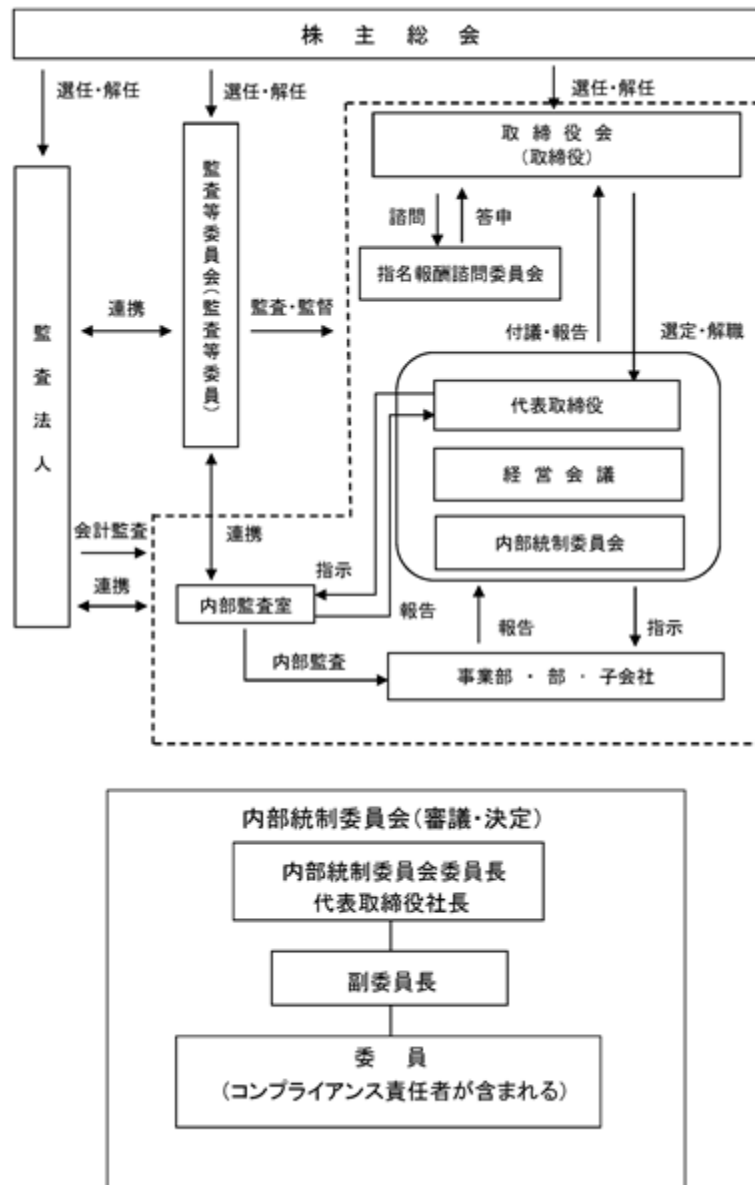 株主総会
選任・解任
選任・解任
選任・解任
取締役会
(取締役)
監査等委員会(監査等委員)
諮問
答申
指名報酬諮問委員会
監査法人
連携
監査・監督
付議・報告
選定・解職
代表取締役
経営会議
内部統制委員会
会計監査
連携
連携
指示
内部監査室
報告
報告
指示
内部監査
事業部・部・子会社
内部統制委員会(審議・決定)
内部統制委員会委員長
代表取締役社長
副委員長
委員
(コンプライアンス責任者が含まれる)